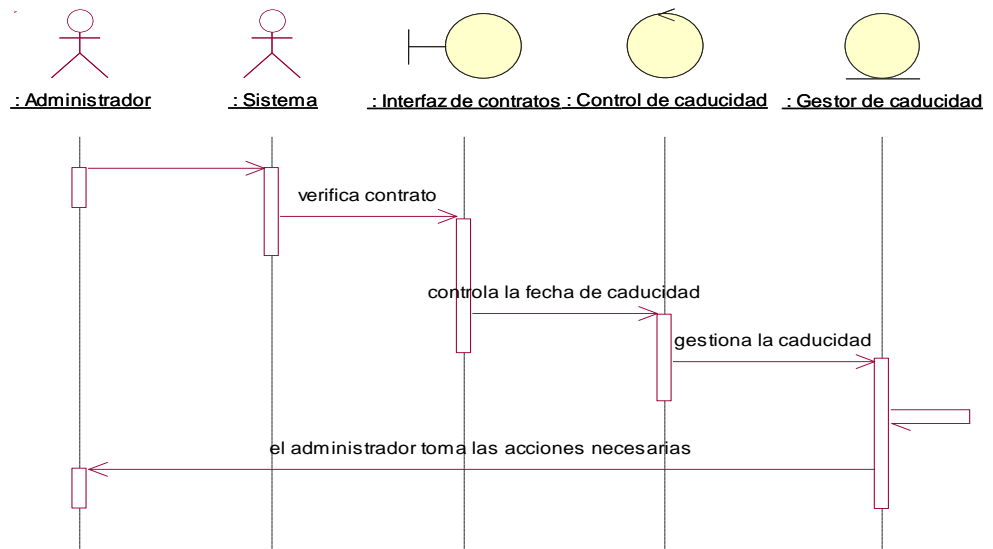 : Administrador
: Sistema
: Interfaz de contratos
: Control de caducidad
: Gestor de caducidad
verifica contrato
controla la fecha de caducidad
gestiona la caducidad
el administrador toma las acciones necesarias